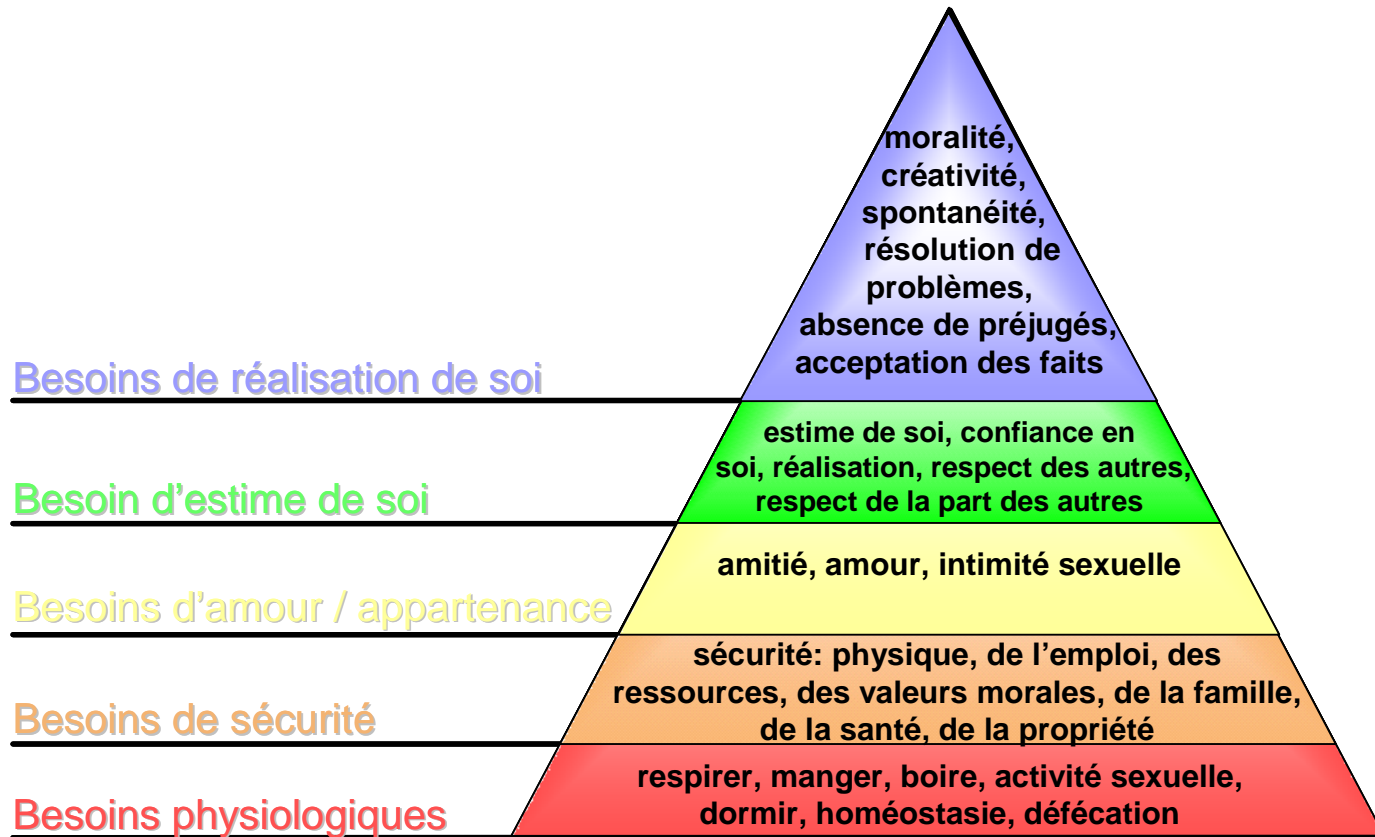 moralité,
créativité,
spontanéité,
résolution de
problèmes,
absence de préjugés,
acceptation des faits
Besoins de réalisation de soi
estime de soi, confiance en
soi, réalisation, respect des autres,
respect de la part des autres
Besoin d’estime de soi
amitié, amour, intimité sexuelle
Besoins d’amour / appartenance
sécurité: physique, de l’emploi, des
ressources, des valeurs morales, de la famille,
de la santé, de la propriété
Besoins de sécurité
respirer, manger, boire, activité sexuelle,
dormir, homéostasie, défécation
Besoins physiologiques